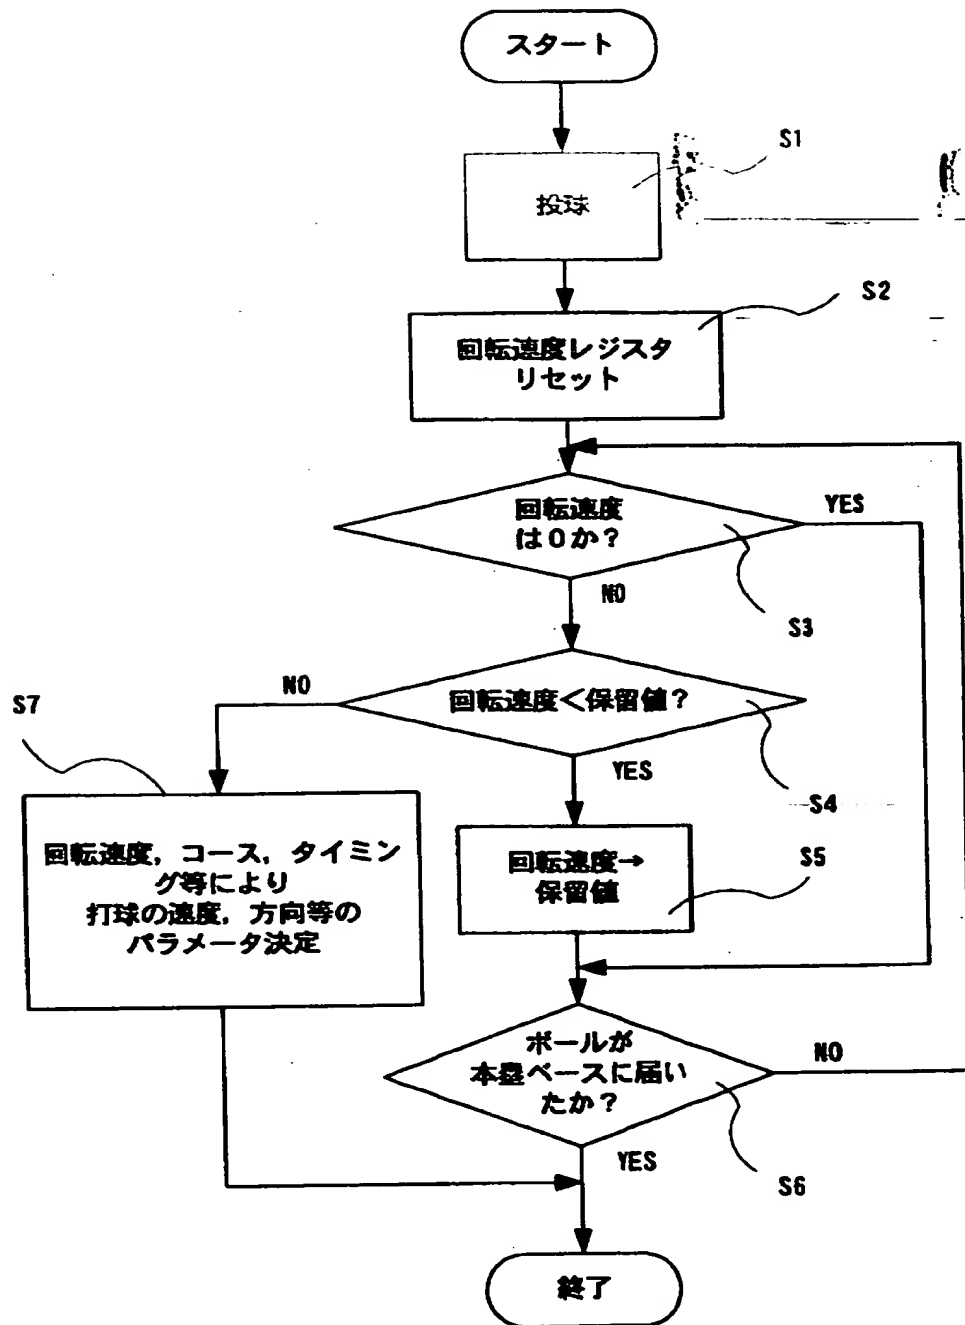 スタート
S1
投球
S2
回転速度レジスタ
リセット
回転速度
は0か？
YES
NO
S3
回転速度＜保留値？
NO
YES
S4
S7
回転速度，コース，タイミン
グ等により
打球の速度，方向等の
パラメータ決定
回転速度→
保留値
S5
ボールが
本塁ベースに届い
たか？
NO
YES
S6
終了